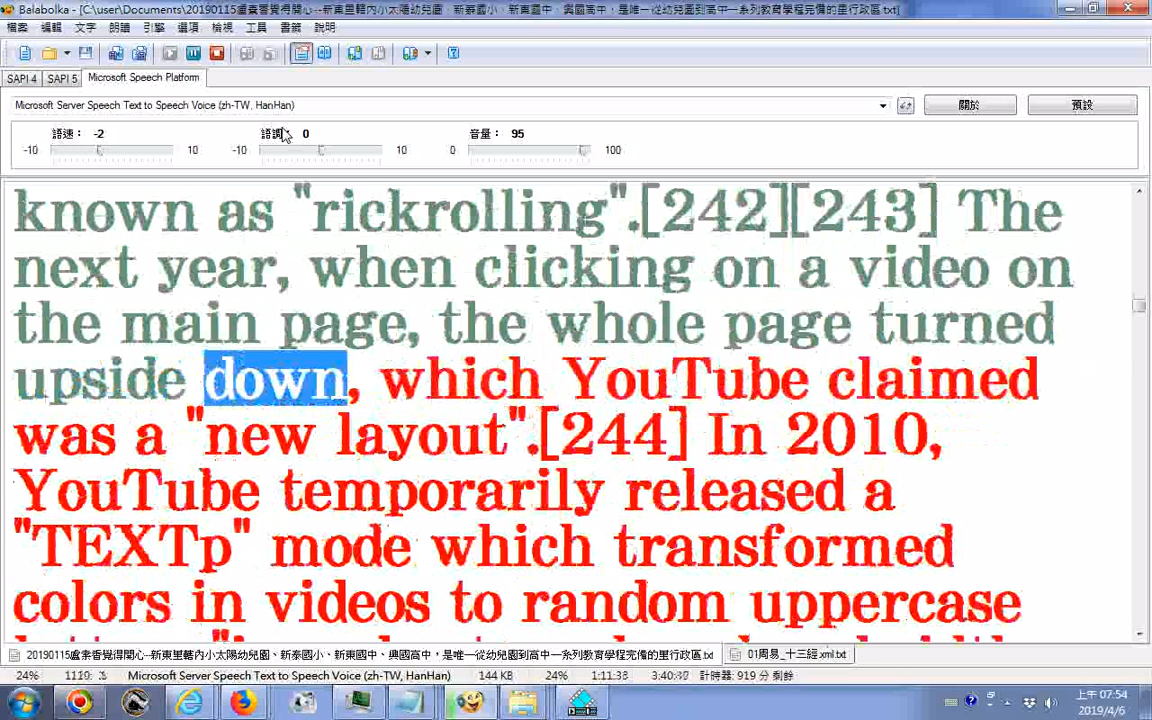 Balabolka - [C:\user\Documents\20190115盧紊香覺得開心--新東里轄內小太陽幼兒園、新泰國小、新東國中、興國高中，是唯一從幼兒園到高中一系列教育學程完備的里行政區.txt]
檔案 編輯 文字 朗讀 引擎 選項 檢視 工具 書籤 說明
SAPI 4 SAPI 5 Microsoft Speech Platform
Microsoft Server Speech Text to Speech Voice (zh-TW, HanHan) 關於 預設
語速： -2 語調： 0 音量： 95
-10 10 -10 10 0 100
known as "rickrolling".[242][243] The
next year, when clicking on a video on
the main page, the whole page turned
upside down, which YouTube claimed
was a "new layout".[244] In 2010,
YouTube temporarily released a
"TEXTp" mode which transformed
colors in videos to random uppercase
20190115盧紊香覺得開心--新東里轄內小太陽幼兒園、新泰國小、新東國中、興國高中，是唯一從幼兒園到高中一系列教育學程完備的里行政區.txt 01周易_十三經.xml.txt
24% Microsoft Server Speech Text to Speech Voice (zh-TW, HanHan) 144 KB 24% 1:11:38 計時器: 919 分 剩餘
上午 07:54
2019/4/6